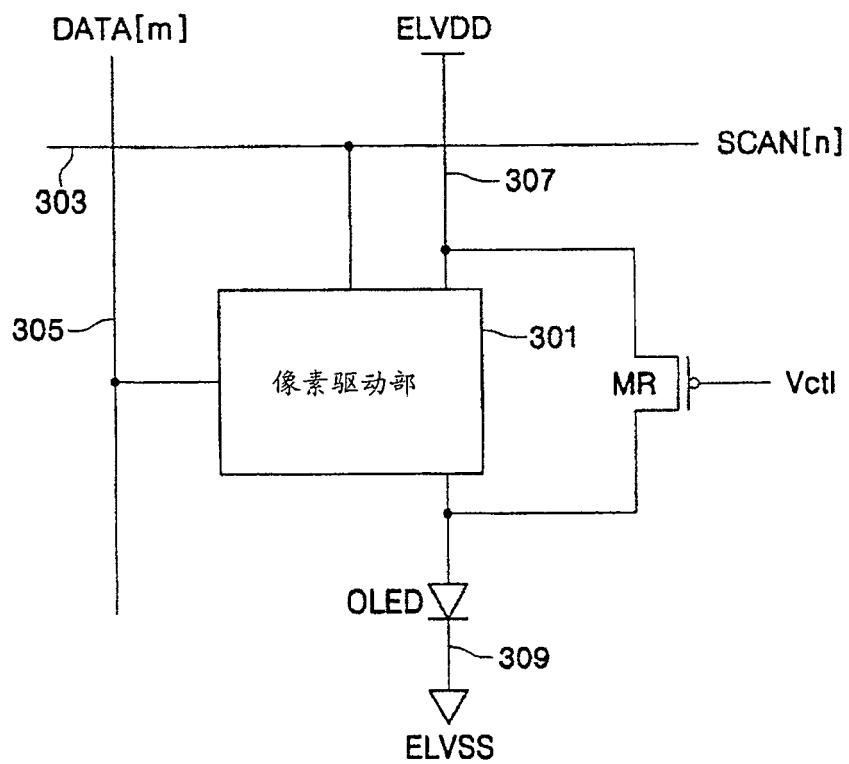 DATA[m]
ELVDD
SCAN[n]
303
307
305
301
像素驱动部
MR
Vctl
OLED
309
ELVSS